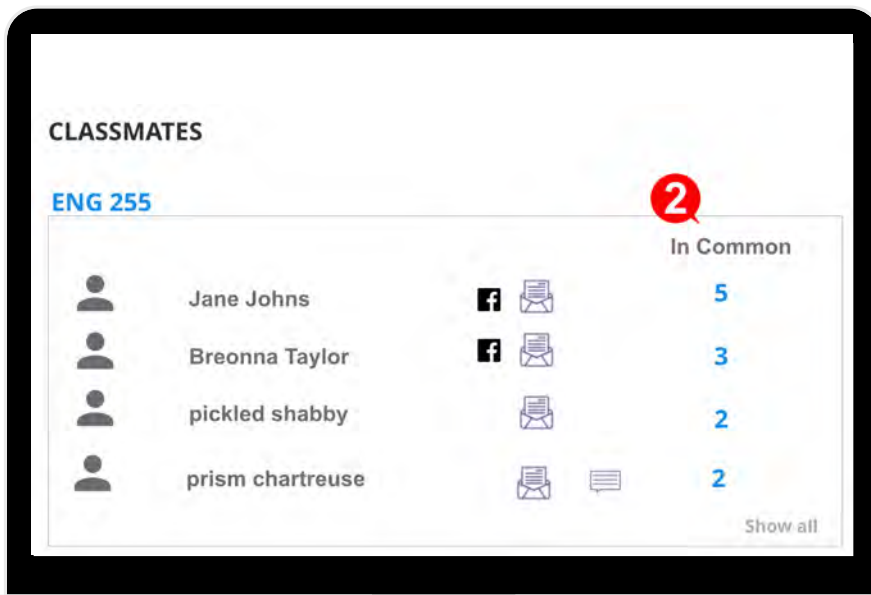 CLASSMATES
ENG 255
2
In Common
Jane Johns f 5
Breonna Taylor f 3
pickled shabby 2
prism chartreuse 2
Show all